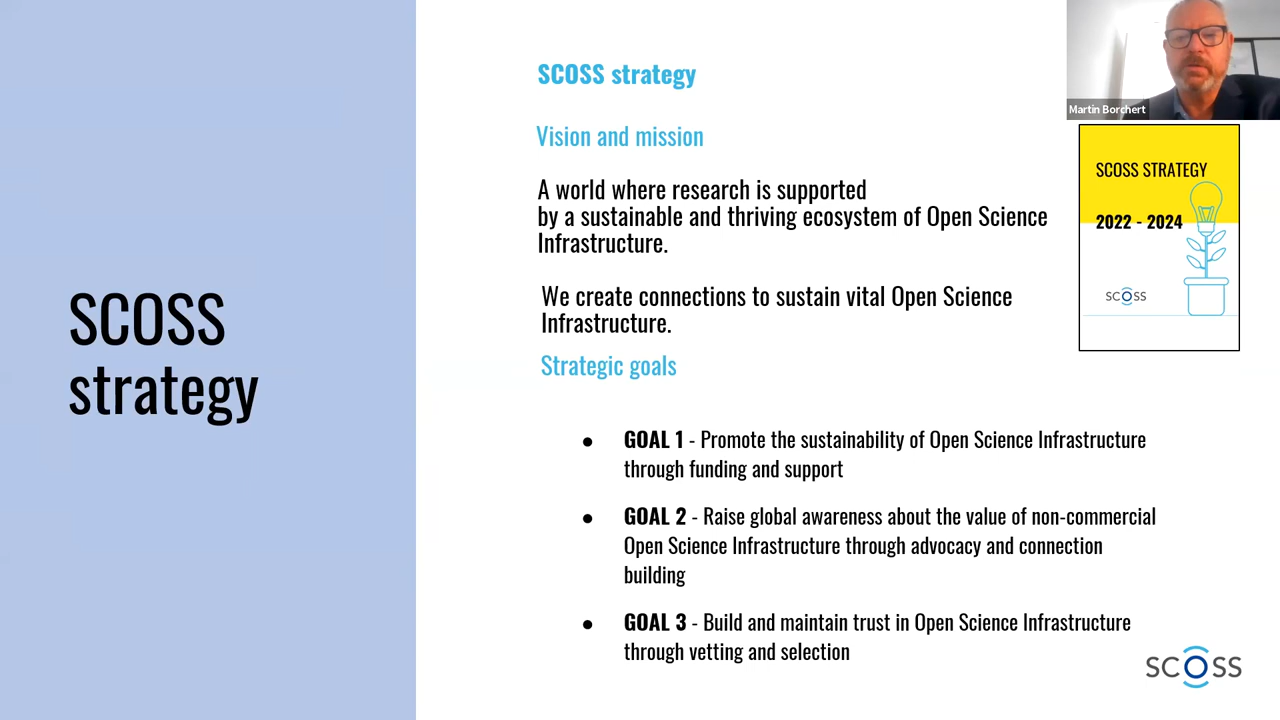 SCOSS strategy
SCOSS
strategy
Vision and mission
A world where research is supported
by a sustainable and thriving ecosystem of Open Science
Infrastructure.
We create connections to sustain vital Open Science
Infrastructure.
Strategic goals
● GOAL 1 - Promote the sustainability of Open Science Infrastructure
through funding and support
● GOAL 2 - Raise global awareness about the value of non-commercial
Open Science Infrastructure through advocacy and connection
building
● GOAL 3 - Build and maintain trust in Open Science Infrastructure
through vetting and selection
Martin Borchert
SCOSS STRATEGY
2022 - 2024
SCOSS
SCOSS